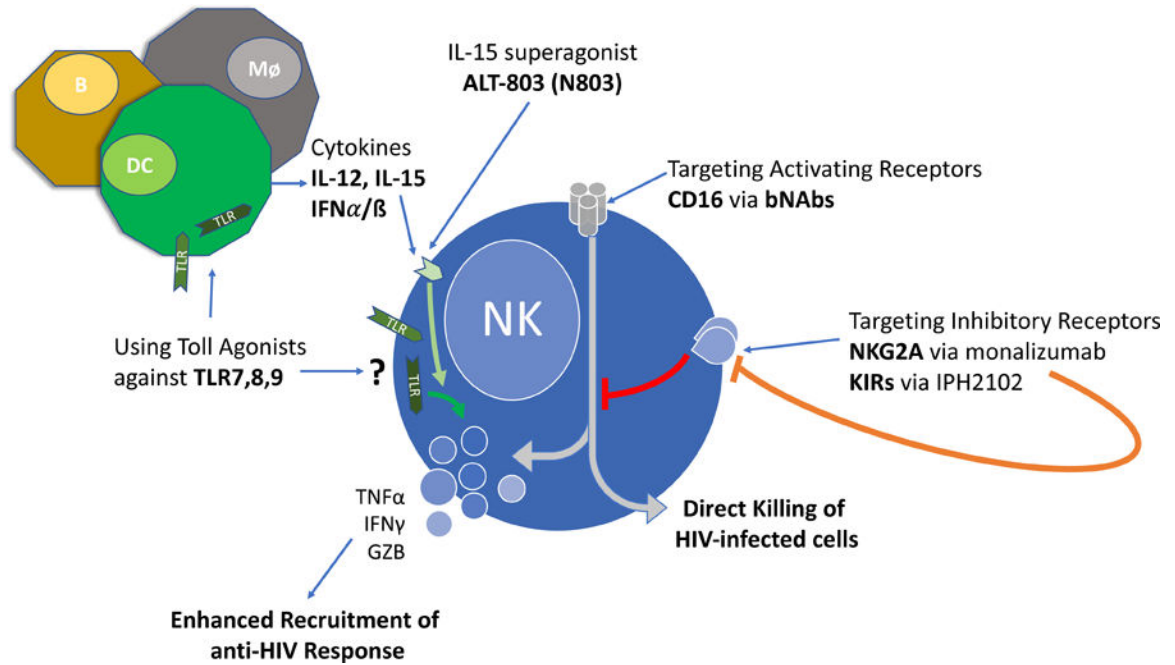 B
Mø
DC
TLR
TLR
Cytokines
IL-12, IL-15
IFNα/ß
IL-15 superagonist
ALT-803 (N803)
Targeting Activating Receptors
CD16 via bNAbs
Using Toll Agonists
against TLR7,8,9
?
TLR
TLR
NK
Targeting Inhibitory Receptors
NKG2A via monalizumab
KIRs via IPH2102
TNFα
IFNγ
GZB
Direct Killing of
HIV-infected cells
Enhanced Recruitment of
anti-HIV Response